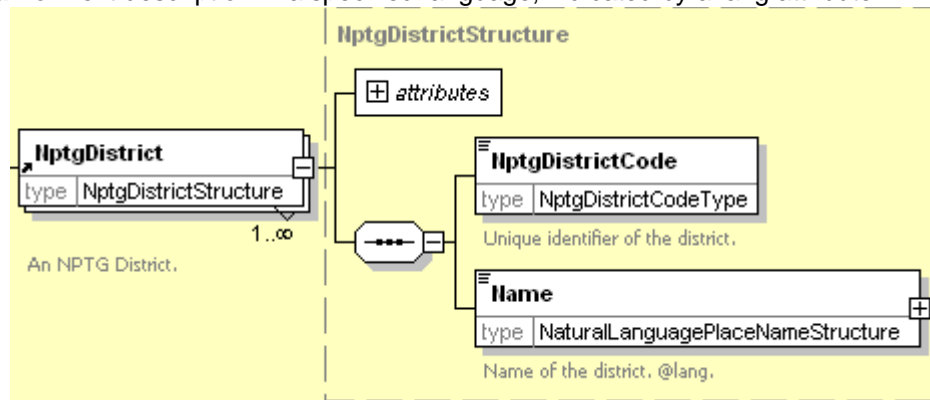 NptgDistrictStructure
attributes
NptgDistrict
type NptgDistrictStructure
1..∞
An NPTG District.
NptgDistrictCode
type NptgDistrictCodeType
Unique identifier of the district.
Name
type NaturalLanguagePlaceNameStructure
Name of the district. @lang.